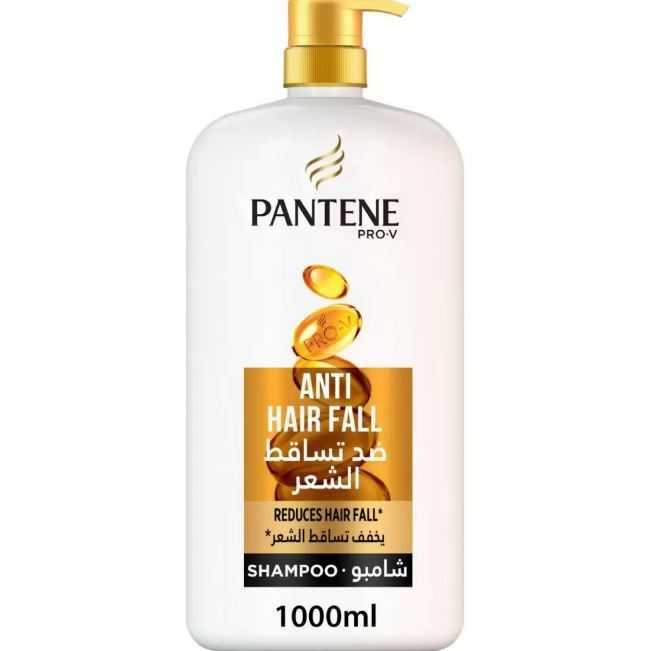 PANTENE
PRO-V
PRO-V
ANTI
HAIR FALL
ضد تساقط
الشعر
REDUCES HAIR FALL*
يخفف تساقط الشعر*
SHAMPOO · شامبو
1000ml